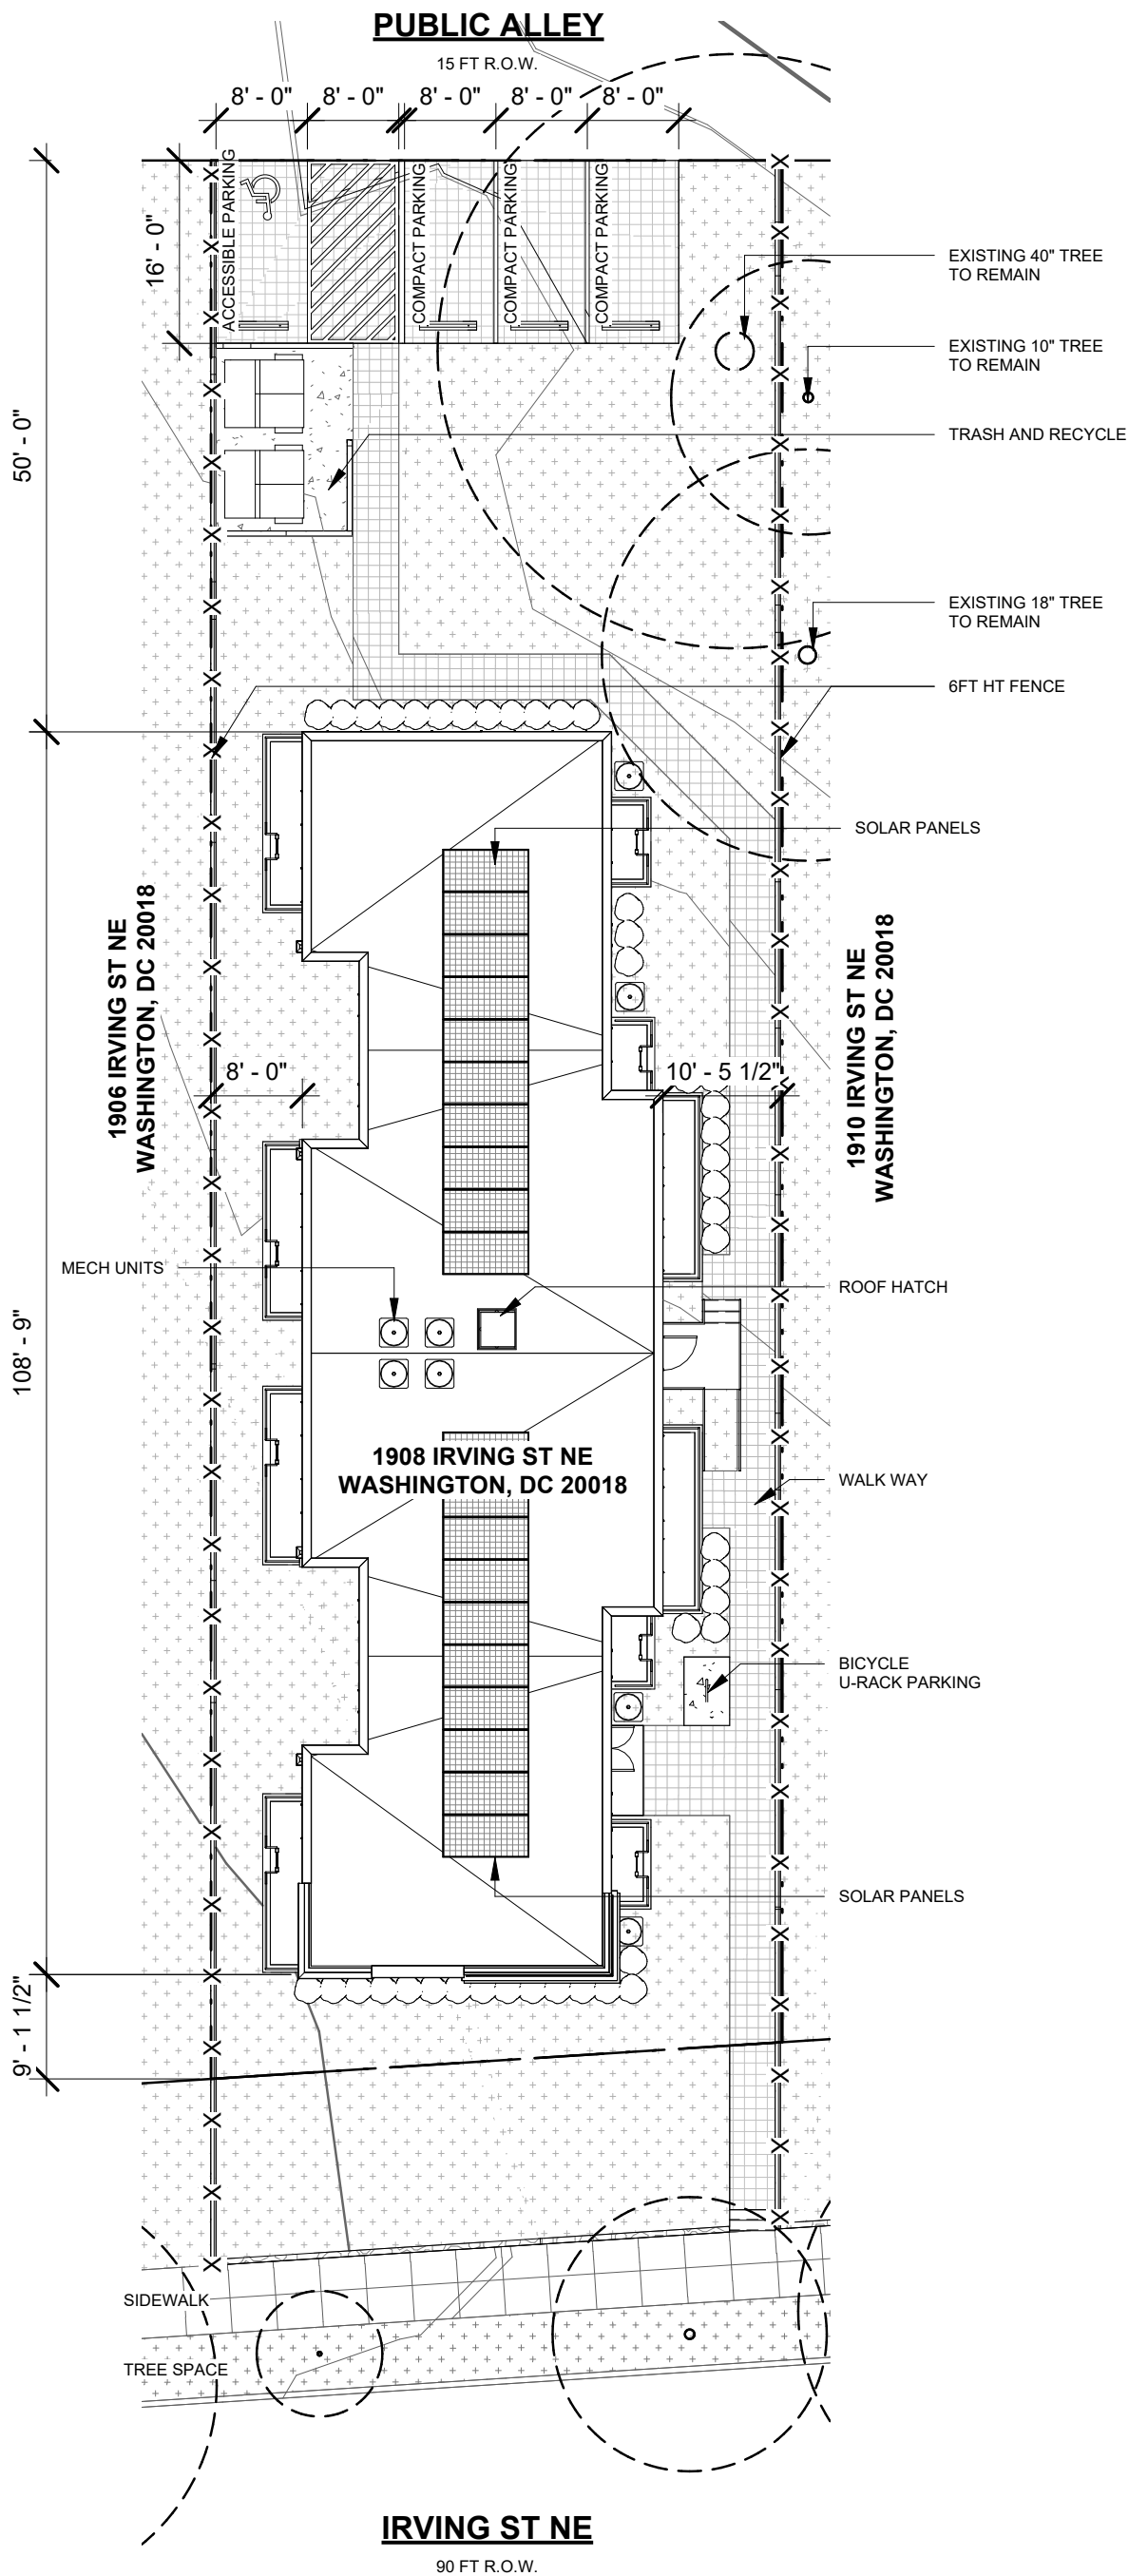 PUBLIC ALLEY
15 FT R.O.W.
8' - 0"
8' - 0"
8' - 0"
8' - 0"
8' - 0"
16' - 0"
ACCESSIBLE PARKING
COMPACT PARKING
COMPACT PARKING
COMPACT PARKING
EXISTING 40" TREE
TO REMAIN
EXISTING 10" TREE
TO REMAIN
TRASH AND RECYCLE
50' - 0"
EXISTING 18" TREE
TO REMAIN
6FT HT FENCE
SOLAR PANELS
1906 IRVING ST NE
WASHINGTON, DC 20018
1910 IRVING ST NE
WASHINGTON, DC 20018
8' - 0"
10' - 5 1/2"
MECH UNITS
ROOF HATCH
108' - 9"
1908 IRVING ST NE
WASHINGTON, DC 20018
WALK WAY
BICYCLE
U-RACK PARKING
SOLAR PANELS
9' - 1 1/2"
SIDEWALK
TREE SPACE
IRVING ST NE
90 FT R.O.W.